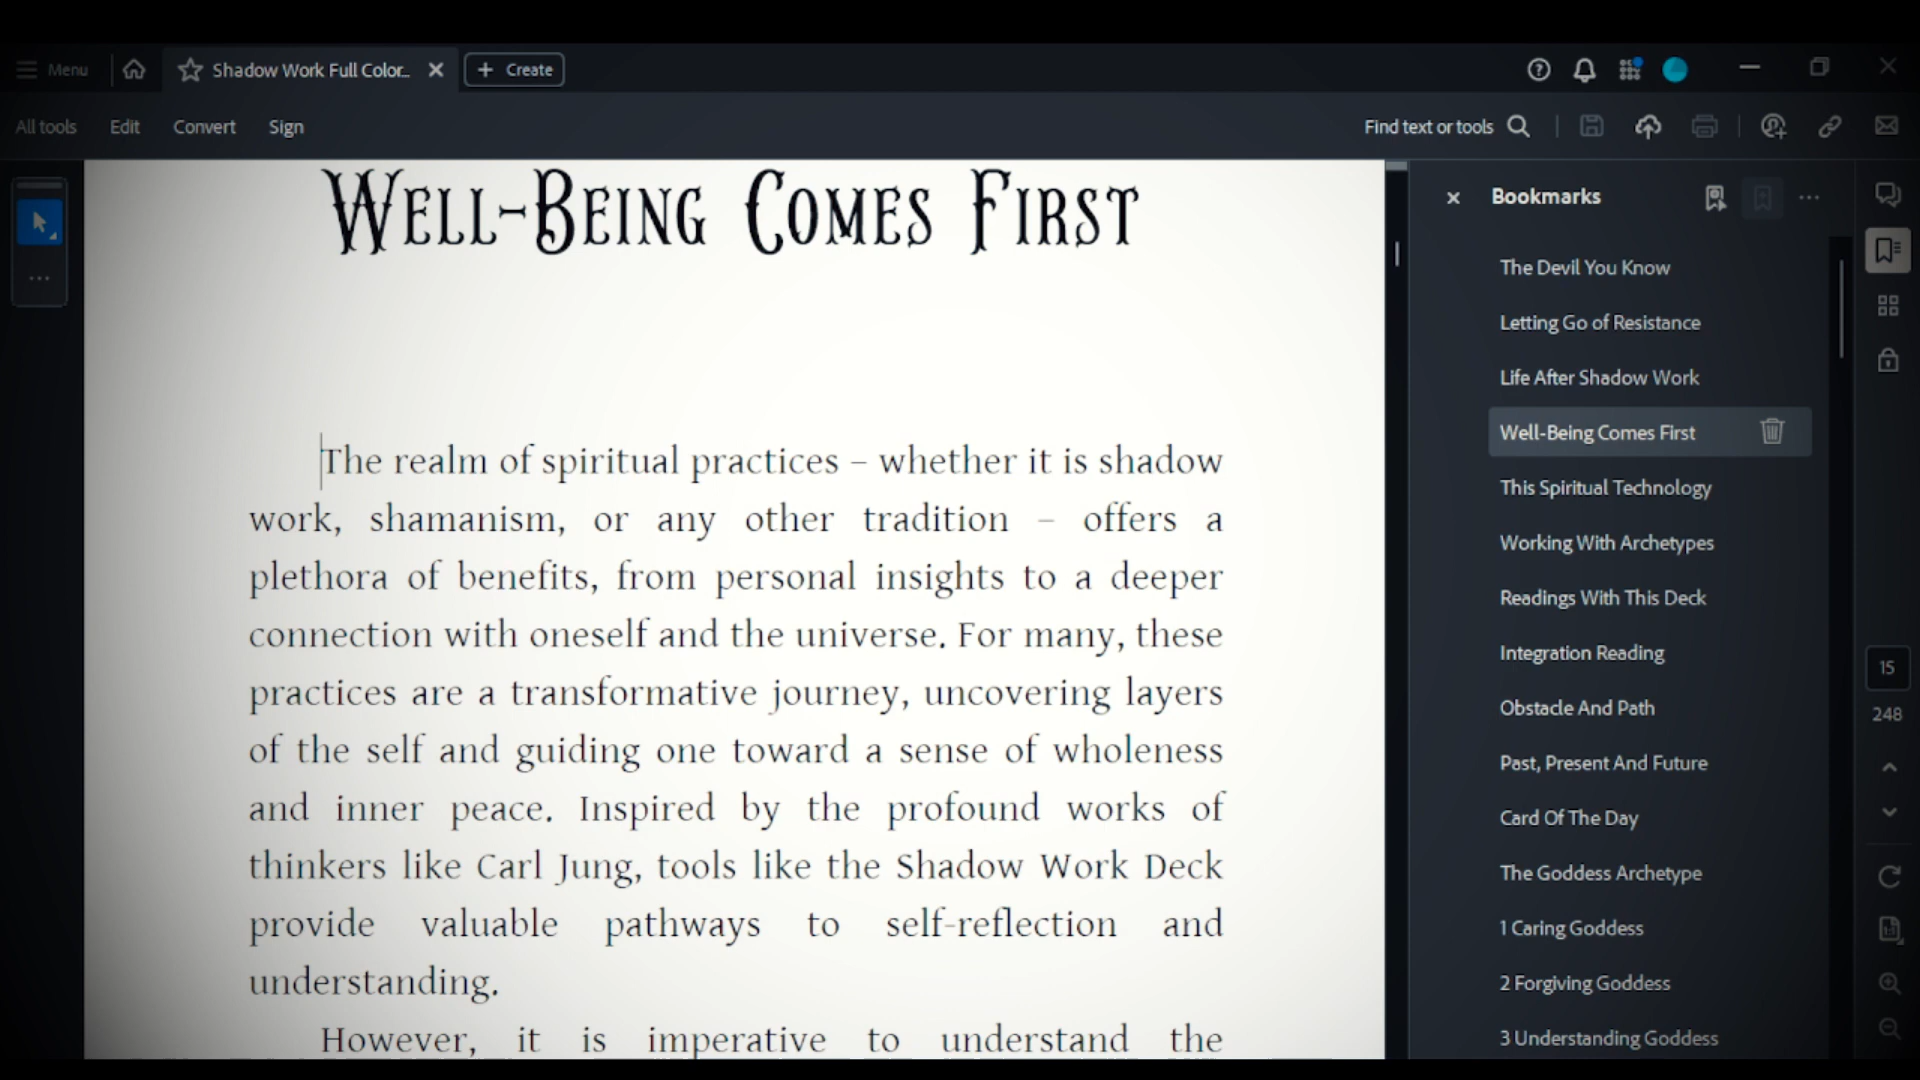 Menu
Shadow Work Full Color...
Create
All tools
Edit
Convert
Sign
Find text or tools
WELL-BEING COMES FIRST
The realm of spiritual practices – whether it is shadow
work, shamanism, or any other tradition – offers a
plethora of benefits, from personal insights to a deeper
connection with oneself and the universe. For many, these
practices are a transformative journey, uncovering layers
of the self and guiding one toward a sense of wholeness
and inner peace. Inspired by the profound works of
thinkers like Carl Jung, tools like the Shadow Work Deck
provide valuable pathways to self-reflection and
understanding.
However, it is imperative to understand the
Bookmarks
The Devil You Know
Letting Go of Resistance
Life After Shadow Work
Well-Being Comes First
This Spiritual Technology
Working With Archetypes
Readings With This Deck
Integration Reading
Obstacle And Path
Past, Present And Future
Card Of The Day
The Goddess Archetype
1 Caring Goddess
2 Forgiving Goddess
3 Understanding Goddess
15
248